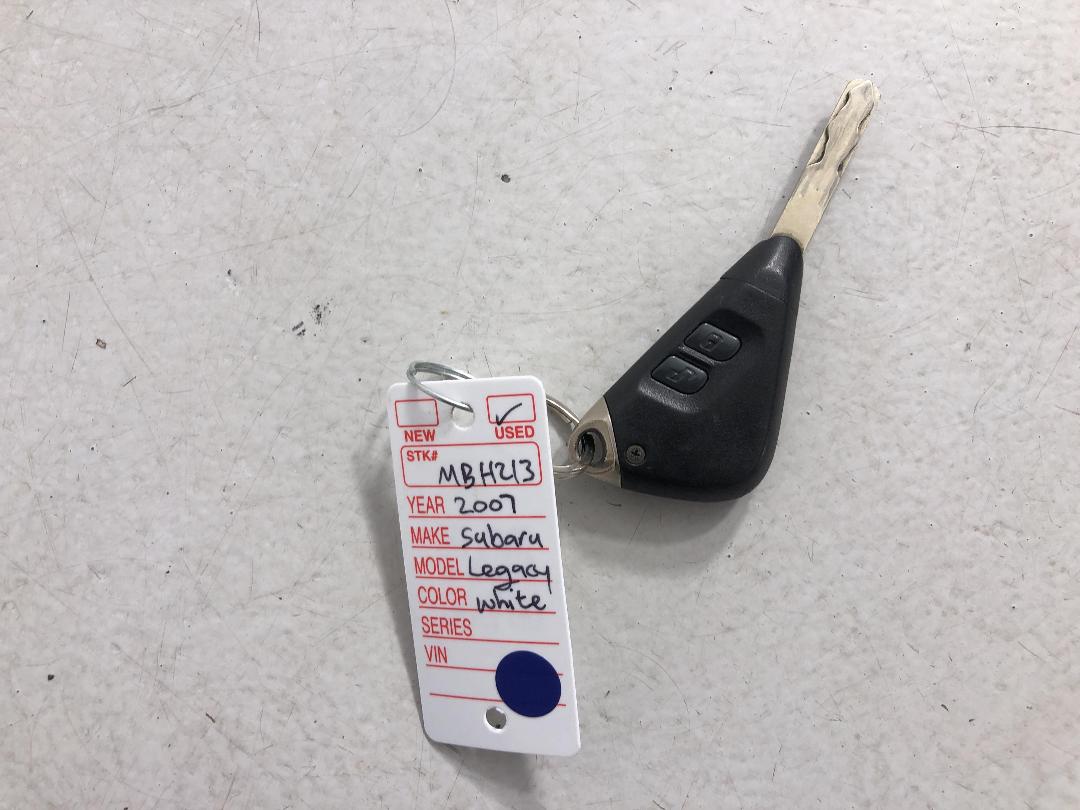 NEW USED
STK# MBH213
YEAR 2007
MAKE Subaru
MODEL Legacy
COLOR white
SERIES
VIN